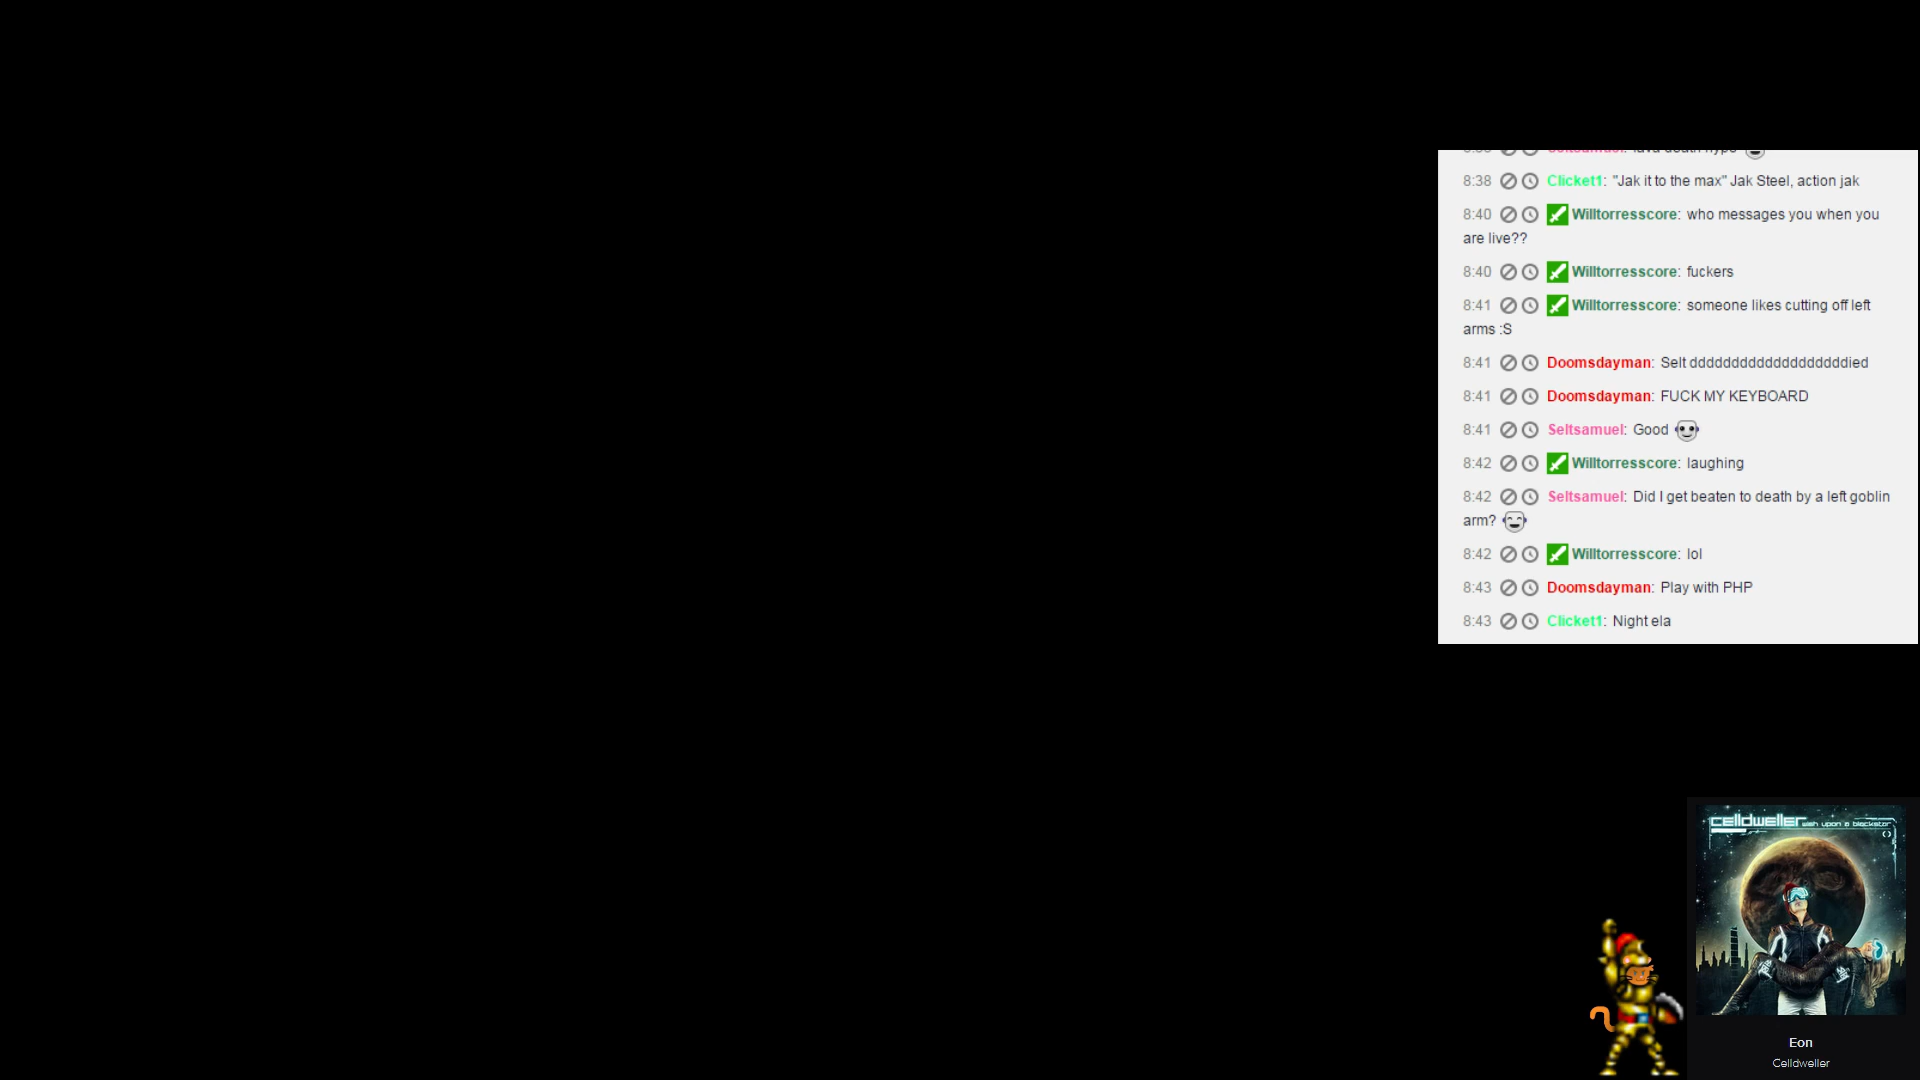 8:38 Clicket1: "Jak it to the max" Jak Steel, action jak
8:40 Willtorresscore: who messages you when you
are live??
8:40 Willtorresscore: fuckers
8:41 Willtorresscore: someone likes cutting off left
arms :S
8:41 Doomsdayman: Selt dddddddddddddddddddied
8:41 Doomsdayman: FUCK MY KEYBOARD
8:41 Seltsamuel: Good
8:42 Willtorresscore: laughing
8:42 Seltsamuel: Did I get beaten to death by a left goblin
arm?
8:42 Willtorresscore: lol
8:43 Doomsdayman: Play with PHP
8:43 Clicket1: Night ela
celldweller wish upon a blackstar
Eon
Celldweller